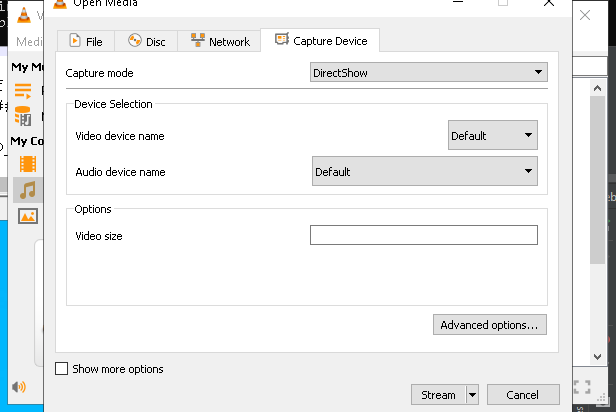 Open Media
Medi
File
Disc
Network
Capture Device
My M
Capture mode
DirectShow
Device Selection
Video device name
Default
My Co
Audio device name
Default
Options
Video size
Advanced options...
Show more options
Stream
Cancel